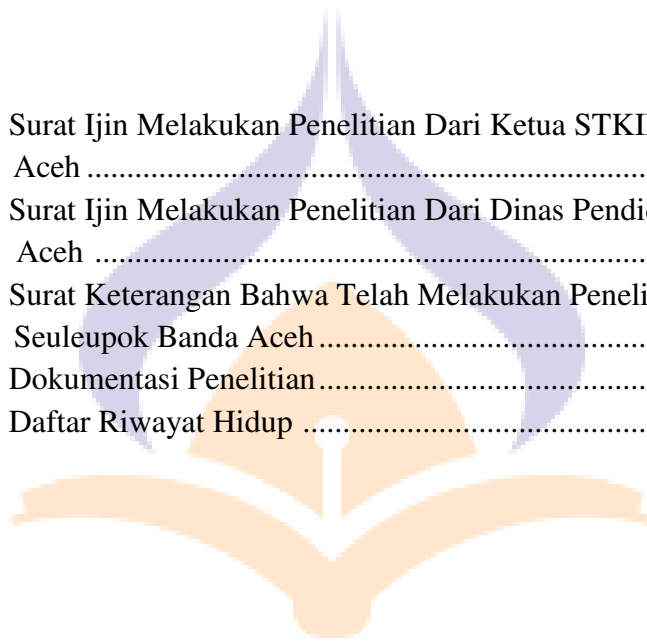 Surat Ijin Melakukan Penelitian Dari Ketua
Aceh ......................................................................
Surat Ijin Melakukan Penelitian Dari Dinas
Aceh ......................................................................
Surat Keterangan Bahwa Telah Melakukan
Seuleupok Banda Aceh ..................................................
Dokumentasi Penelitian ..................................................
Daftar Riwayat Hidup ....................................................